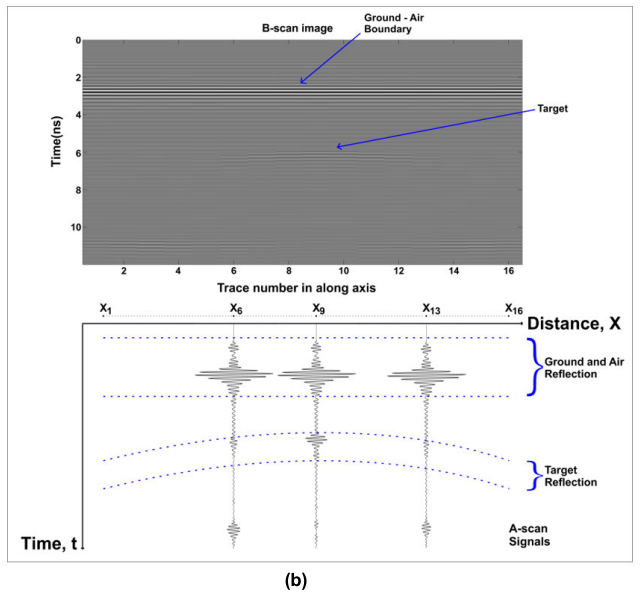 B-scan image
Ground - Air
Boundary
Target
Time(ns)
0
2
4
6
8
10
2 4 6 8 10 12 14 16
Trace number in along axis
X1 X6 X9 X13 X16
Distance, X
Ground and Air
Reflection
Target
Reflection
A-scan
Signals
Time, t
(b)